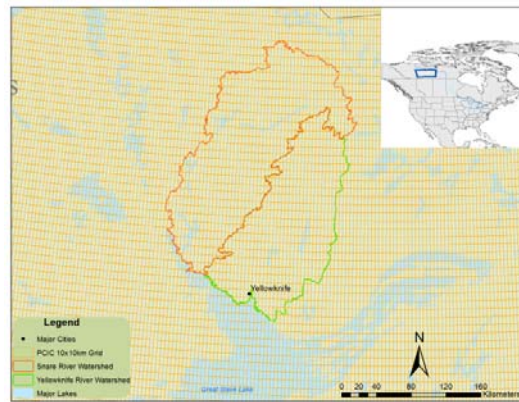 S
Yellowknife
Legend
Major Cities
PCIC 10x10km Grid
Snare River Watershed
Yellowknife River Watershed
Major Lakes
Great Slave Lake
N
0 20 40 80 120 160
Kilometers